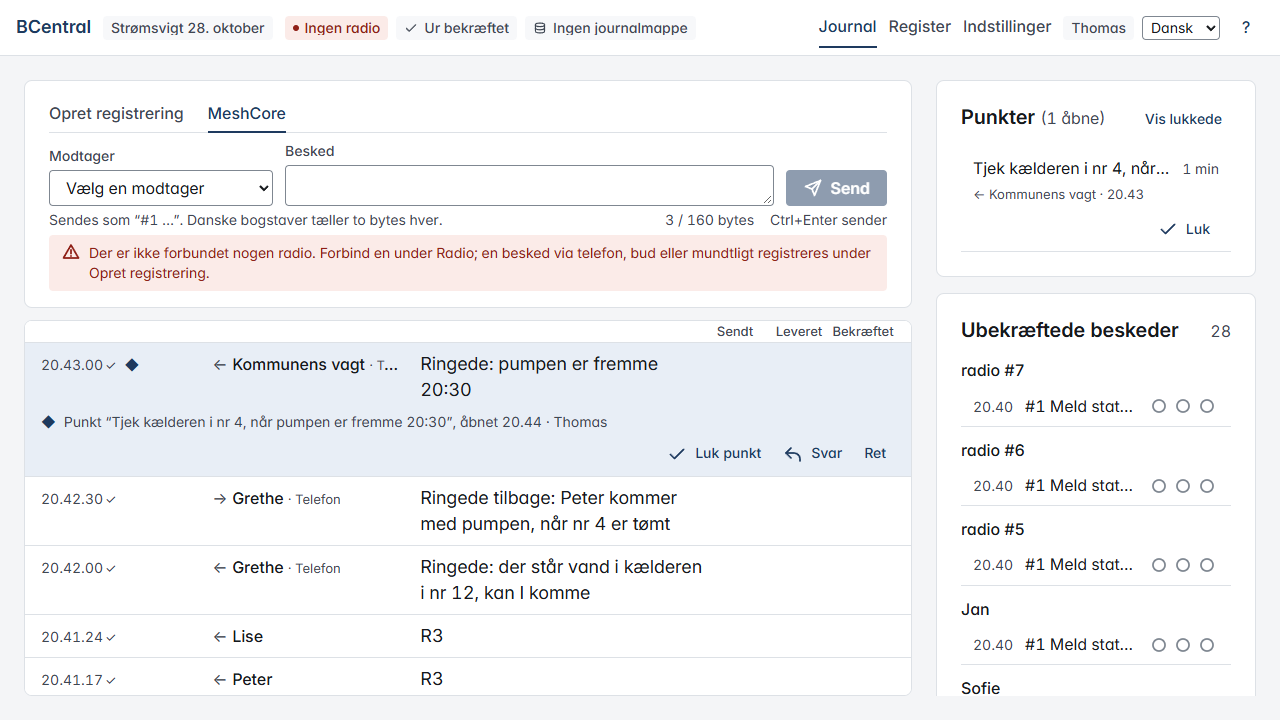 BCentral Strømsvigt 28. oktober Ingen radio Ur bekræftet Ingen journalmappe Journal Register Indstillinger Thomas Dansk ?
Opret registrering MeshCore
Modtager
Besked
Vælg en modtager
Send
Sendes som “#1 …”. Danske bogstaver tæller to bytes hver. 3 / 160 bytes Ctrl+Enter sender
Der er ikke forbundet nogen radio. Forbind en under Radio; en besked via telefon, bud eller mundtligt registreres under
Opret registrering.
Sendt Leveret Bekræftet
20.43.00 ← Kommunens vagt · T... Ringede: pumpen er fremme
20:30
Punkt “Tjek kælderen i nr 4, når pumpen er fremme 20:30”, åbnet 20.44 · Thomas
Luk punkt Svar Ret
20.42.30 → Grethe · Telefon Ringede tilbage: Peter kommer
med pumpen, når nr 4 er tømt
20.42.00 ← Grethe · Telefon Ringede: der står vand i kælderen
i nr 12, kan I komme
20.41.24 ← Lise R3
20.41.17 ← Peter R3
Punkter (1 åbne) Vis lukkede
Tjek kælderen i nr 4, når... 1 min
← Kommunens vagt · 20.43
Luk
Ubekræftede beskeder 28
radio #7
20.40 #1 Meld stat...
radio #6
20.40 #1 Meld stat...
radio #5
20.40 #1 Meld stat...
Jan
20.40 #1 Meld stat...
Sofie